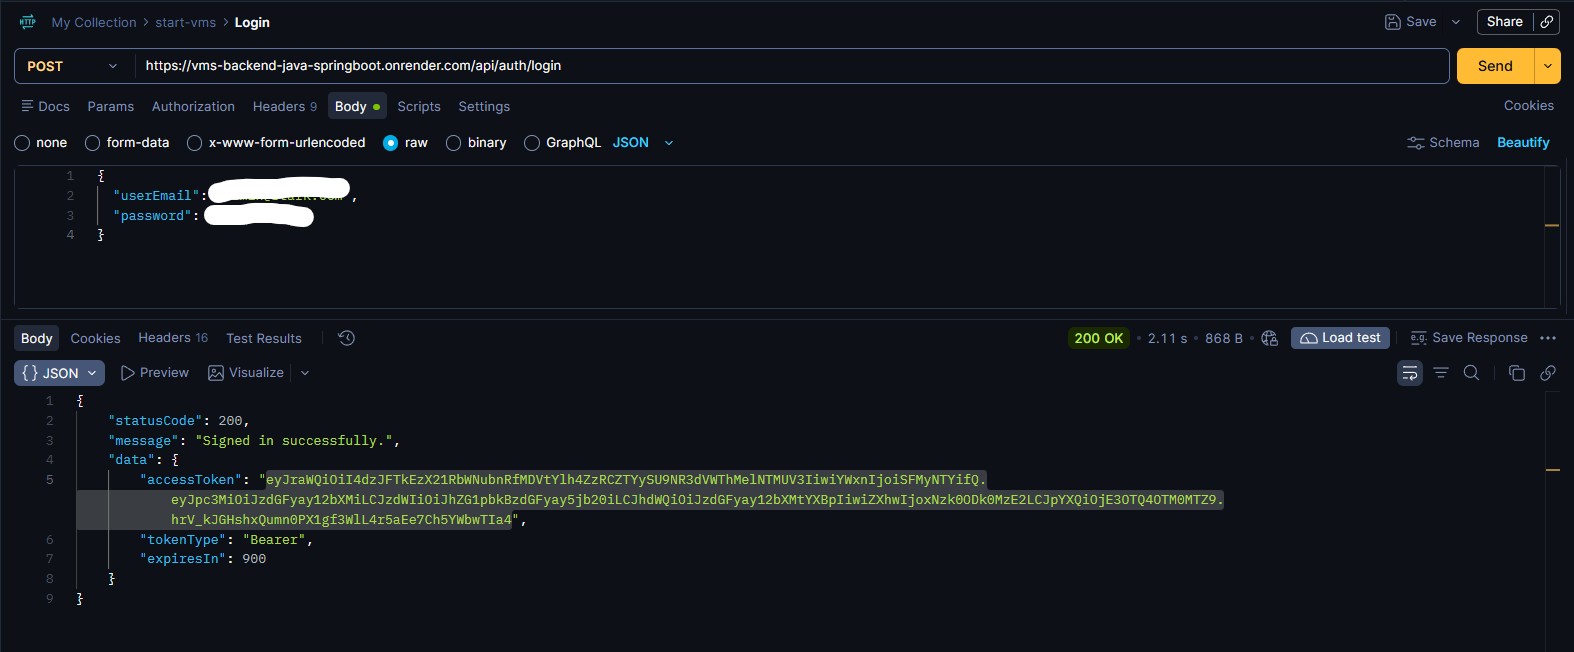 HTTP My Collection > start-vms > Login Save Share
POST https://vms-backend-java-springboot.onrender.com/api/auth/login Send
Docs Params Authorization Headers 9 Body Scripts Settings Cookies
none form-data x-www-form-urlencoded raw binary GraphQL JSON Schema Beautify
1 {
2 "userEmail": ,
3 "password":
4 }
Body Cookies Headers 16 Test Results 200 OK • 2.11 s • 868 B • Load test e.g. Save Response
{} JSON Preview Visualize
1 {
2 "statusCode": 200,
3 "message": "Signed in successfully.",
4 "data": {
5 "accessToken": "eyJraWQiOiI4dzJFTkEzX21RbWNubnRfMDVtYlh4ZzRCZTYySU9NR3dVWThMelNTMUV3IiwiYWxnIjoiSFMyNTYifQ.
eyJpc3MiOiJzdGFyay12bXMiLCJzdWIiOiJhZG1pbkBzdGFyay5jb20iLCJhdWQiOiJzdGFyay12bXMtYXBpIiwiZXhwIjoxNzk0ODk0MzE2LCJpYXQiOjE3OTQ4OTM0MTZ9.
hrV_kJGHshxQumn0PX1gf3WlL4r5aEe7Ch5YWbwTIa4",
6 "tokenType": "Bearer",
7 "expiresIn": 900
8 }
9 }